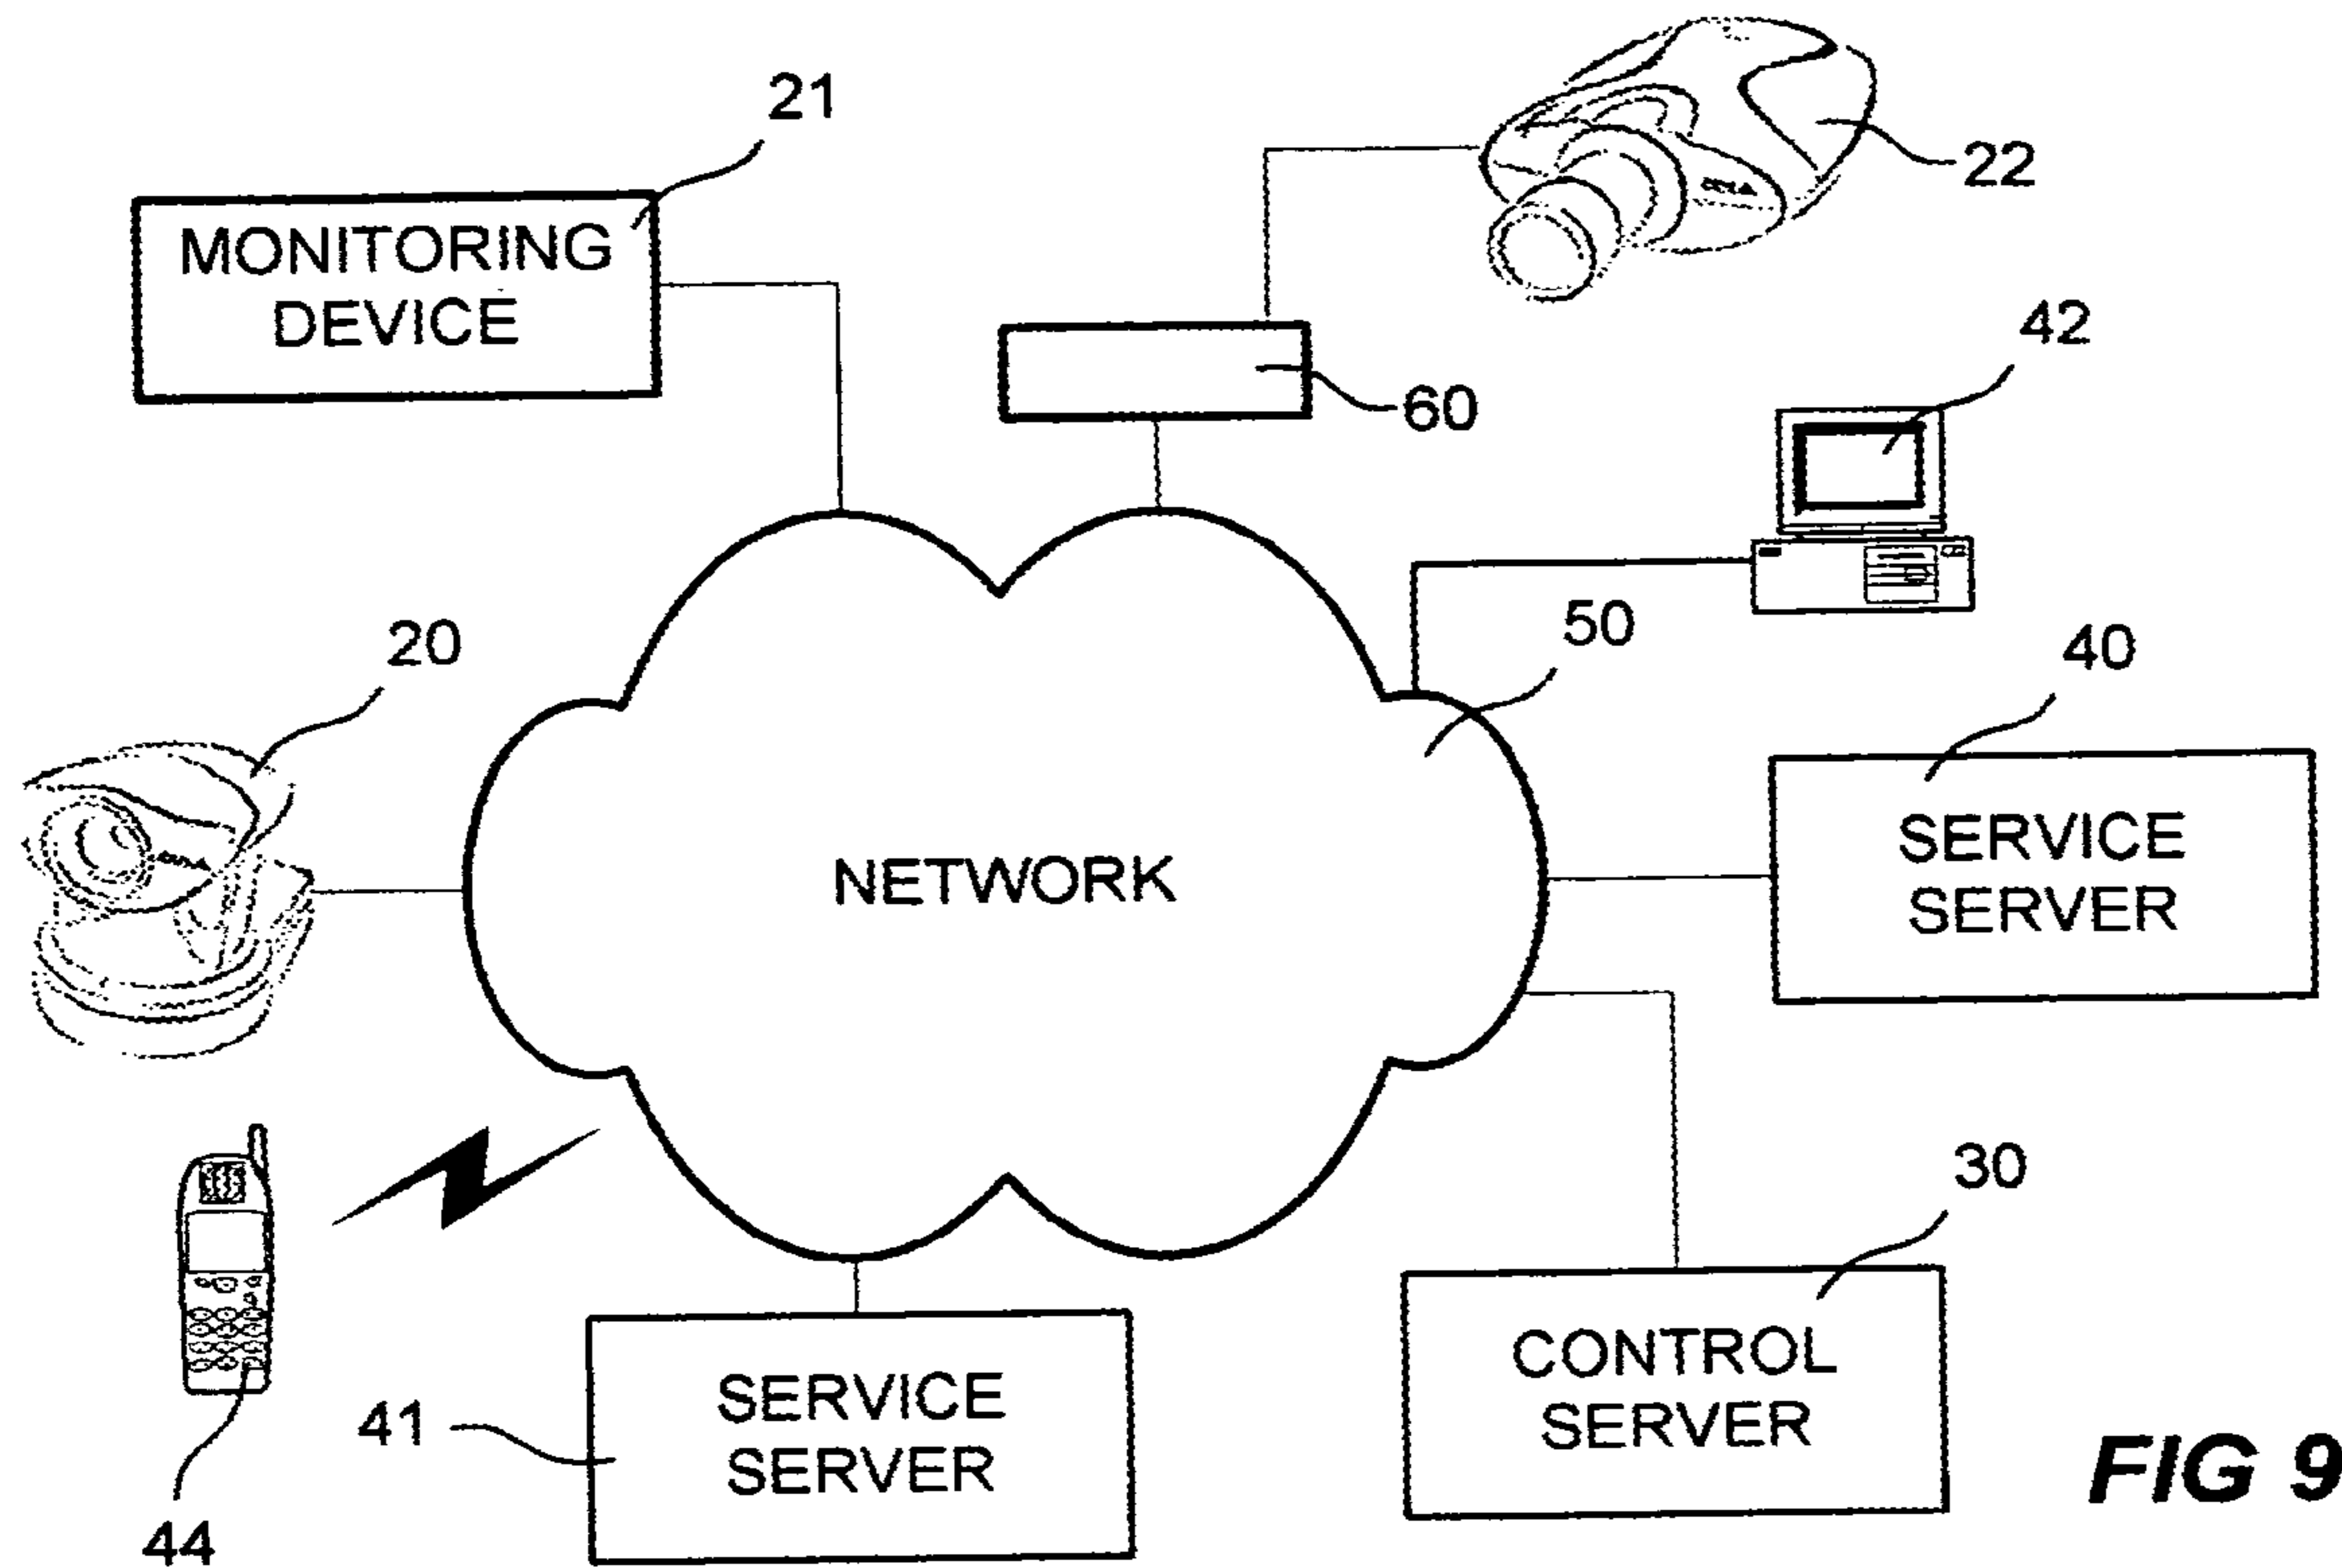 21
22
MONITORING
DEVICE
42
60
50
20
40
SERVICE
SERVER
NETWORK
30
CONTROL
SERVER
SERVICE
SERVER
41
44
FIG 9